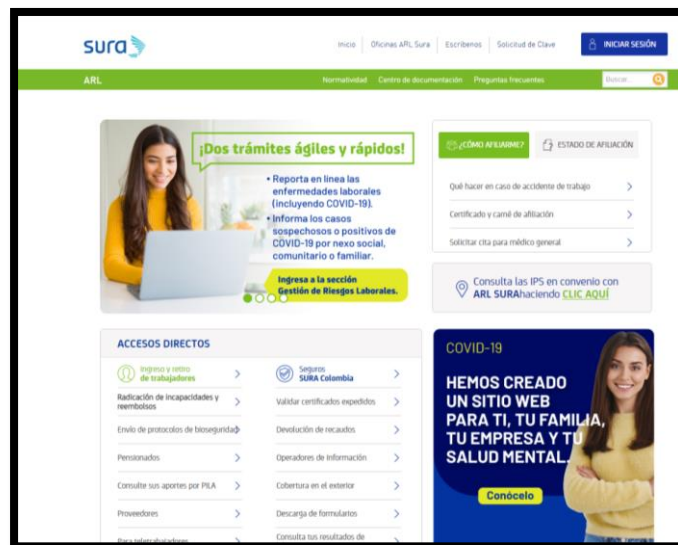 sura
Inicio
Oficinas ARL Sura
Escríbenos
Solicitud de Clave
INICIAR SESIÓN
ARL
Normatividad
Centro de documentación
Preguntas frecuentes
Buscar...
¡Dos trámites ágiles y rápidos!
• Reporta en línea las
enfermedades laborales
(incluyendo COVID-19).
• Informa los casos
sospechosos o positivos de
COVID-19 por nexo social,
comunitario o familiar.
Ingresa a la sección
Gestión de Riesgos Laborales.
¿CÓMO AFILIARME?
ESTADO DE AFILIACIÓN
Qué hacer en caso de accidente de trabajo
Certificado y carné de afiliación
Solicitar cita para médico general
Consulta las IPS en convenio con
ARL SURAhaciendo CLIC AQUÍ
ACCESOS DIRECTOS
Ingreso y retiro
de trabajadores
Seguros
SURA Colombia
Radicación de incapacidades y
reembolsos
Validar certificados expedidos
Envío de protocolos de bioseguridad
Devolución de recaudos
Pensionados
Operadores de Información
Consulte sus aportes por PILA
Cobertura en el exterior
Proveedores
Descarga de formularios
Para teletrabajadores
Consulta tus resultados de
COVID-19
HEMOS CREADO
UN SITIO WEB
PARA TI, TU FAMILIA,
TU EMPRESA Y TU
SALUD MENTAL.
Conócelo